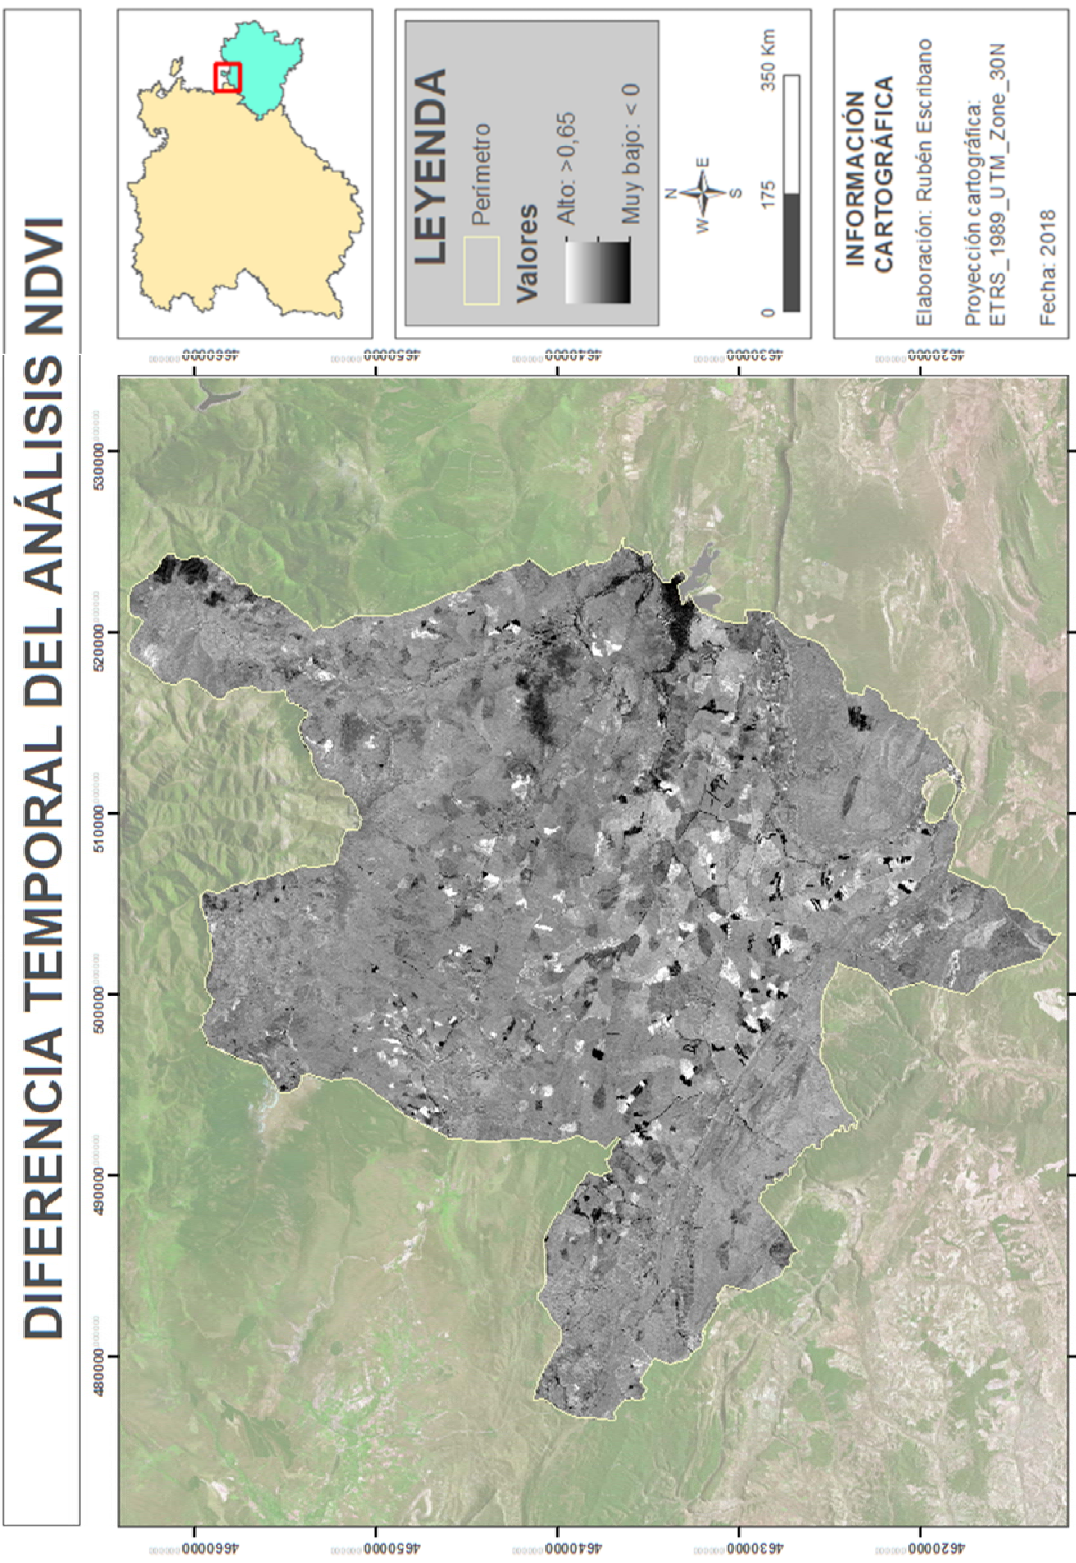 DIFERENCIA TEMPORAL DEL ANÁLISIS NDVI
480000
490000
500000
510000
520000
530000
4660000
4650000
4640000
4630000
4620000
LEYENDA
Perímetro
Valores
Alto: >0,65
Muy bajo: < 0
N
W
E
S
0
175
350 Km
INFORMACIÓN
CARTOGRÁFICA
Elaboración: Rubén Escribano
Proyección cartográfica:
ETRS_1989_UTM_Zone_30N
Fecha: 2018